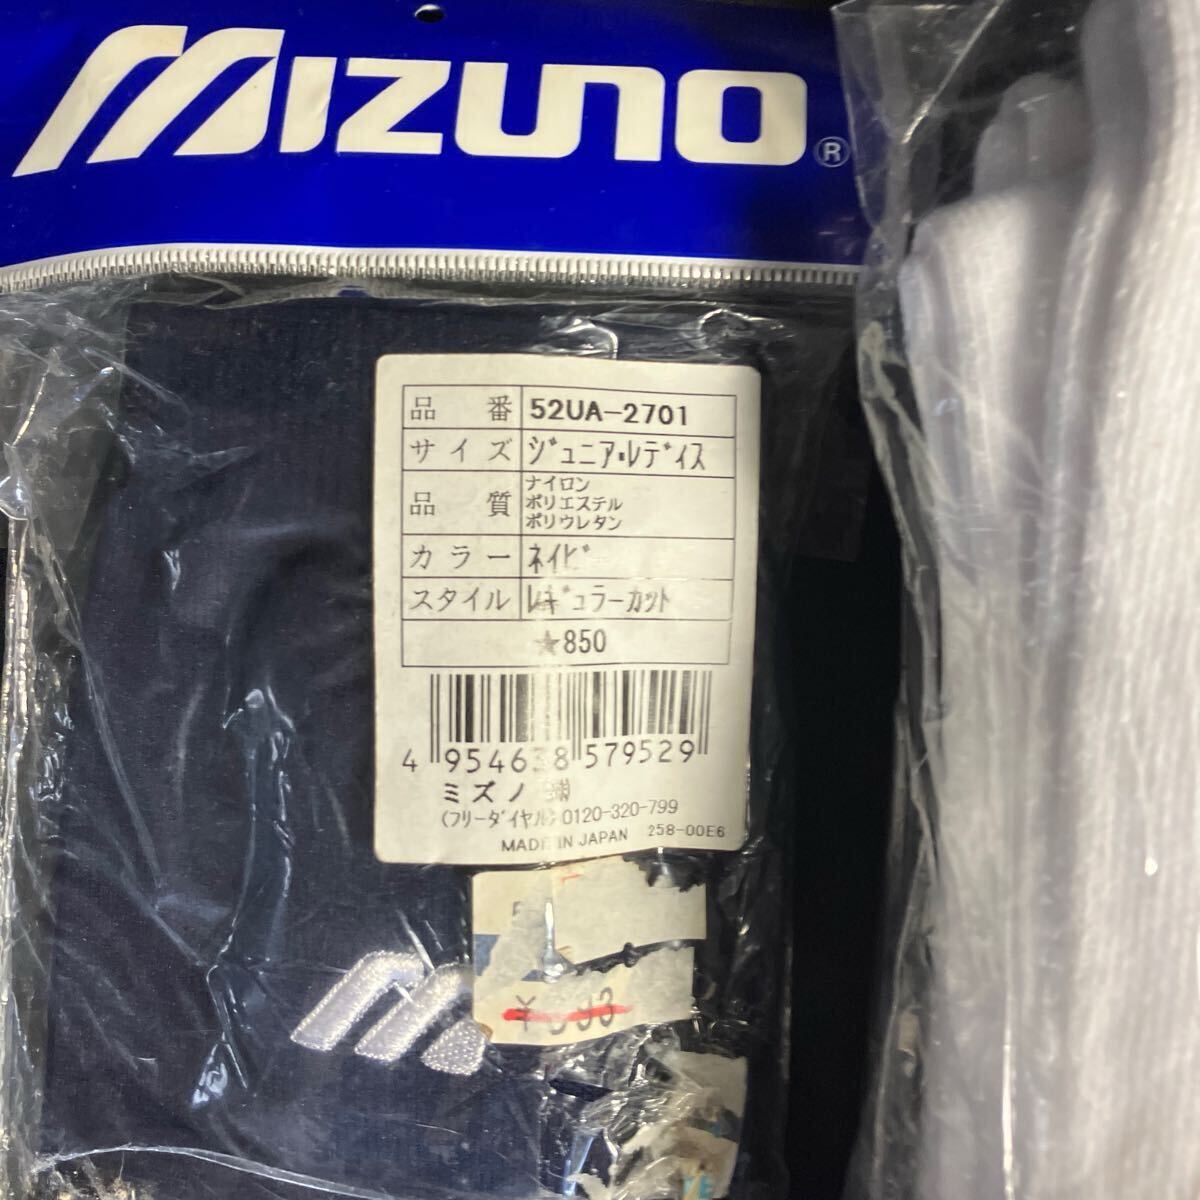 MIZUNO®
品番 52UA-2701
サイズ ジュニア・レディス
品質 ナイロン
ポリエステル
ポリウレタン
カラー ネイビー
スタイル レギュラーカット
★850
4 954638 579529
ミズノ
(フリーダイヤル)0120-320-799
MADE IN JAPAN 258-00E6